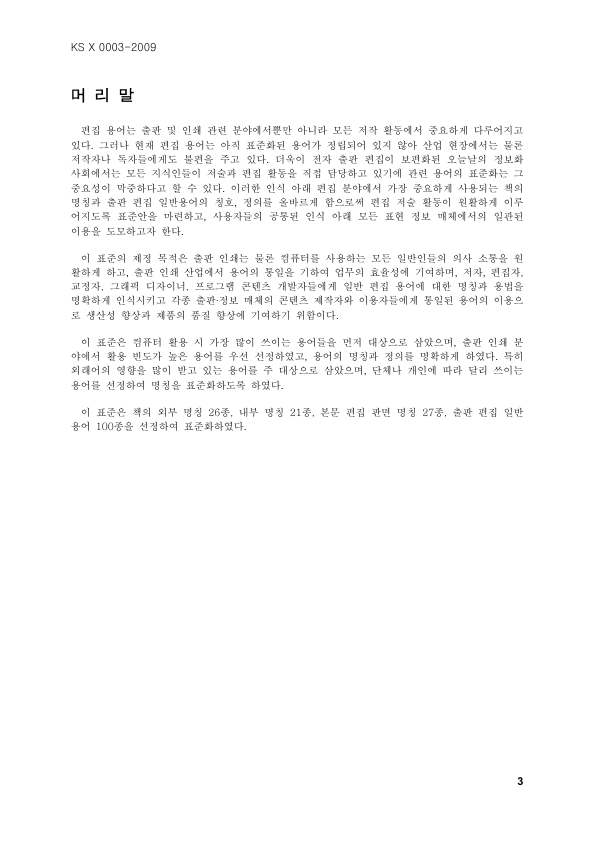 KS X 0003-2009
머 리 말
편집 용어는 출판 및 인쇄 관련 분야에서뿐만 아니라 모든 저작 활동에서 중요하게 다루어지고
있다. 그러나 현재 편집 용어는 아직 표준화된 용어가 정립되어 있지 않아 산업 현장에서는 물론
저작자나 독자들에게도 불편을 주고 있다. 더욱이 전자 출판 편집이 보편화된 오늘날의 정보화
사회에서는 모든 지식인들이 저술과 편집 활동을 직접 담당하고 있기에 관련 용어의 표준화는 그
중요성이 막중하다고 할 수 있다. 이러한 인식 아래 편집 분야에서 가장 중요하게 사용되는 책의
명칭과 출판 편집 일반용어의 칭호, 정의를 올바르게 함으로써 편집 저술 활동이 원활하게 이루
어지도록 표준안을 마련하고, 사용자들의 공통된 인식 아래 모든 표현 정보 매체에서의 일관된
이용을 도모하고자 한다.
이 표준의 제정 목적은 출판 인쇄는 물론 컴퓨터를 사용하는 모든 일반인들의 의사 소통을 원
활하게 하고, 출판 인쇄 산업에서 용어의 통일을 기하여 업무의 효율성에 기여하며, 저자, 편집자,
교정자, 그래픽 디자이너, 프로그램 콘텐츠 개발자들에게 일반 편집 용어에 대한 명칭과 용법을
명확하게 인식시키고 각종 출판·정보 매체의 콘텐츠 제작자와 이용자들에게 통일된 용어의 이용으
로 생산성 향상과 제품의 품질 향상에 기여하기 위함이다.
이 표준은 컴퓨터 활용 시 가장 많이 쓰이는 용어들을 먼저 대상으로 삼았으며, 출판 인쇄 분
야에서 활용 빈도가 높은 용어를 우선 선정하였고, 용어의 명칭과 정의를 명확하게 하였다. 특히
외래어의 영향을 많이 받고 있는 용어를 주 대상으로 삼았으며, 단체나 개인에 따라 달리 쓰이는
용어를 선정하여 명칭을 표준화하도록 하였다.
이 표준은 책의 외부 명칭 26종, 내부 명칭 21종, 본문 편집 판면 명칭 27종, 출판 편집 일반
용어 100종을 선정하여 표준화하였다.
3